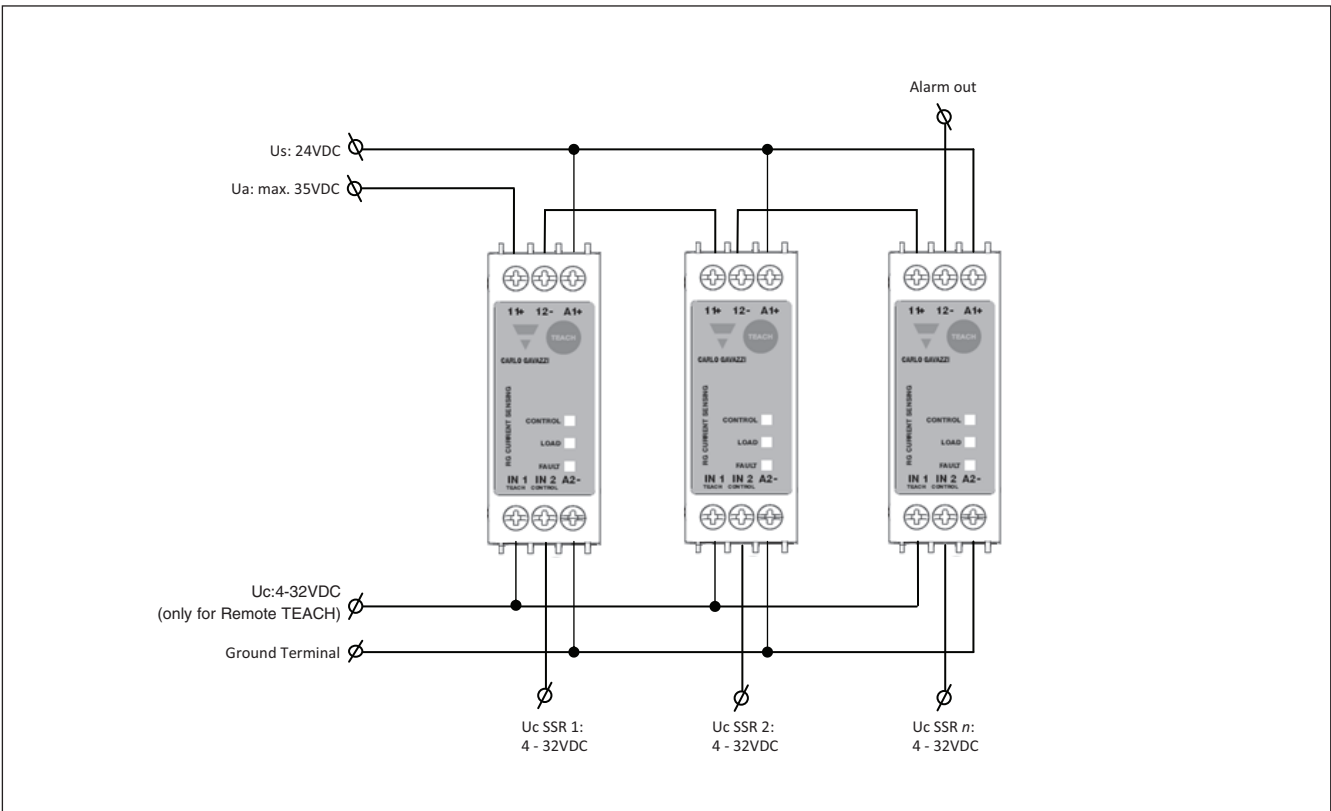 Alarm out
Us: 24VDC
Ua: max. 35VDC
11+ 12- A1+
TEACH
CARLO GAVAZZI
RG CURRENT SENSING
CONTROL
LOAD
FAULT
IN 1 IN 2 A2-
TEACH CONTROL
11+ 12- A1+
TEACH
CARLO GAVAZZI
RG CURRENT SENSING
CONTROL
LOAD
FAULT
IN 1 IN 2 A2-
TEACH CONTROL
11+ 12- A1+
TEACH
CARLO GAVAZZI
RG CURRENT SENSING
CONTROL
LOAD
FAULT
IN 1 IN 2 A2-
TEACH CONTROL
Uc:4-32VDC
(only for Remote TEACH)
Ground Terminal
Uc SSR 1:
4 - 32VDC
Uc SSR 2:
4 - 32VDC
Uc SSR n:
4 - 32VDC